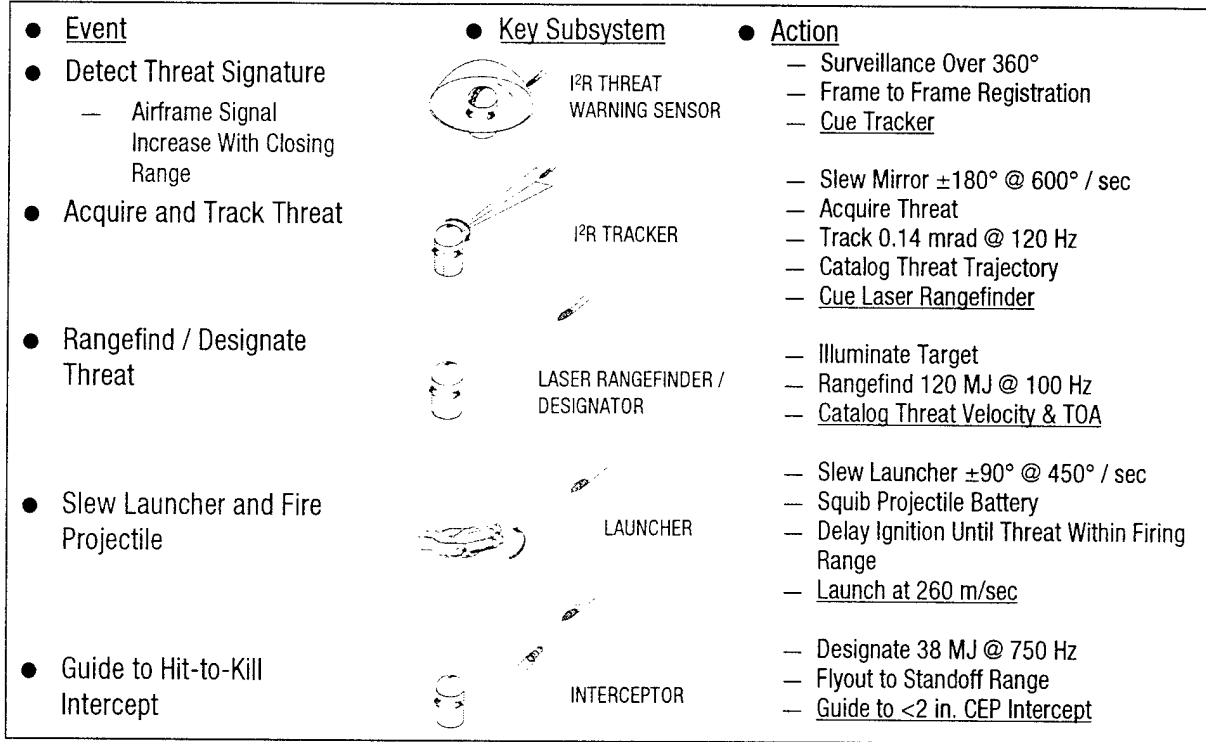 ● Event
● Detect Threat Signature
— Airframe Signal
Increase With Closing
Range
● Acquire and Track Threat
● Rangefind / Designate
Threat
● Slew Launcher and Fire
Projectile
● Guide to Hit-to-Kill
Intercept
● Key Subsystem
I²R THREAT
WARNING SENSOR
I²R TRACKER
LASER RANGEFINDER /
DESIGNATOR
LAUNCHER
INTERCEPTOR
● Action
— Surveillance Over 360°
— Frame to Frame Registration
— Cue Tracker
— Slew Mirror ±180° @ 600° / sec
— Acquire Threat
— Track 0.14 mrad @ 120 Hz
— Catalog Threat Trajectory
— Cue Laser Rangefinder
— Illuminate Target
— Rangefind 120 MJ @ 100 Hz
— Catalog Threat Velocity & TOA
— Slew Launcher ±90° @ 450° / sec
— Squib Projectile Battery
— Delay Ignition Until Threat Within Firing
Range
— Launch at 260 m/sec
— Designate 38 MJ @ 750 Hz
— Flyout to Standoff Range
— Guide to <2 in. CEP Intercept